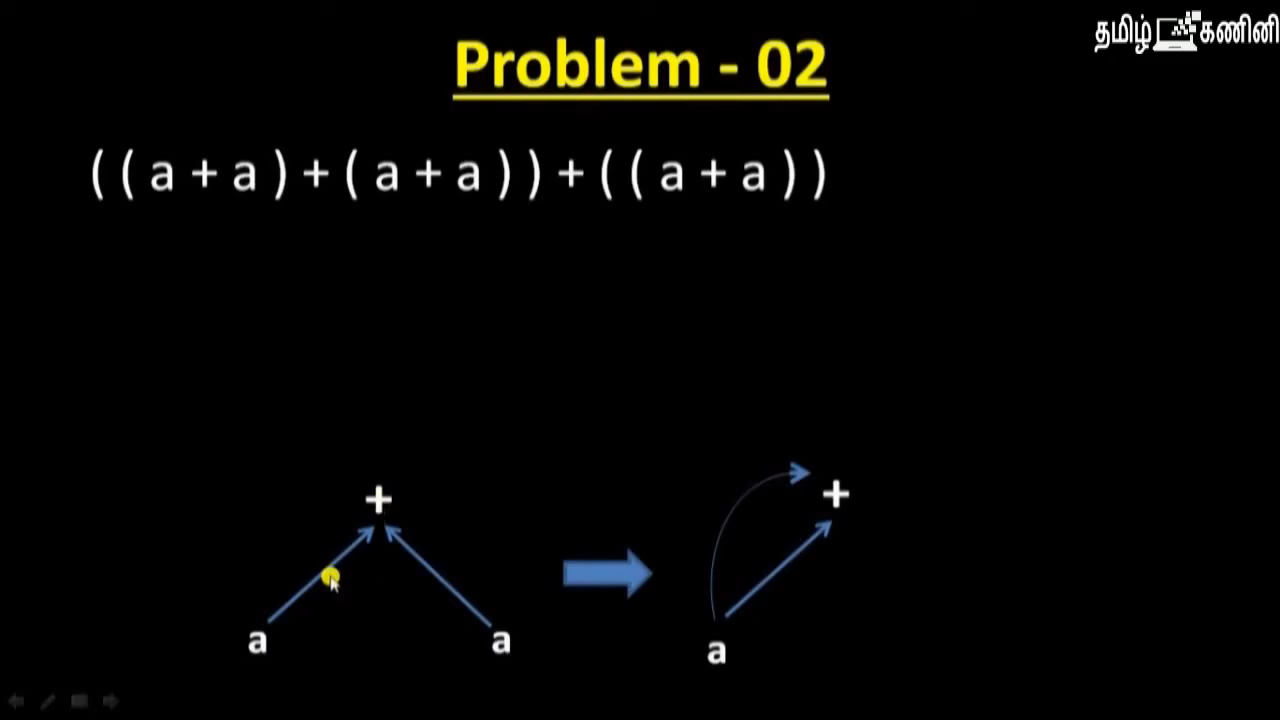 தமிழ் கணினி
Problem - 02
( ( a + a ) + ( a + a ) ) + ( ( a + a ) )
+
+
a
a
a